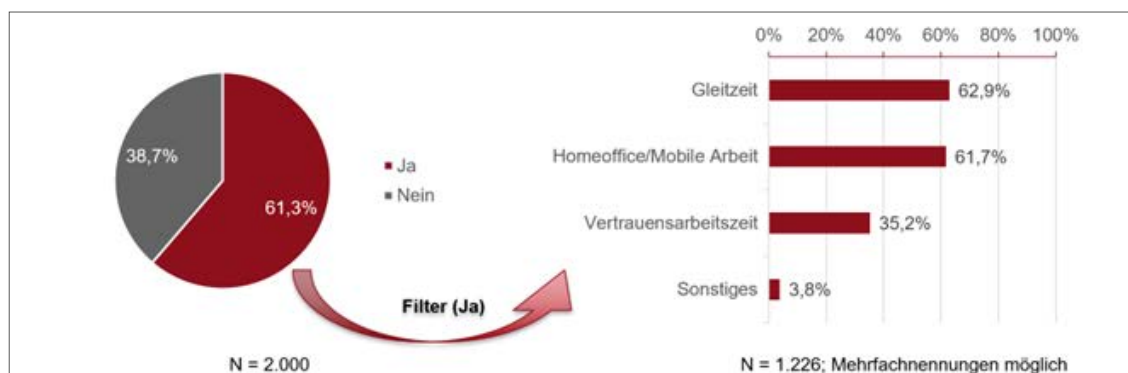 38,7%
61,3%
Ja
Nein
Filter (Ja)
N = 2.000
0% 20% 40% 60% 80% 100%
Gleitzeit 62,9%
Homeoffice/Mobile Arbeit 61,7%
Vertrauensarbeitszeit 35,2%
Sonstiges 3,8%
N = 1.226; Mehrfachnennungen möglich